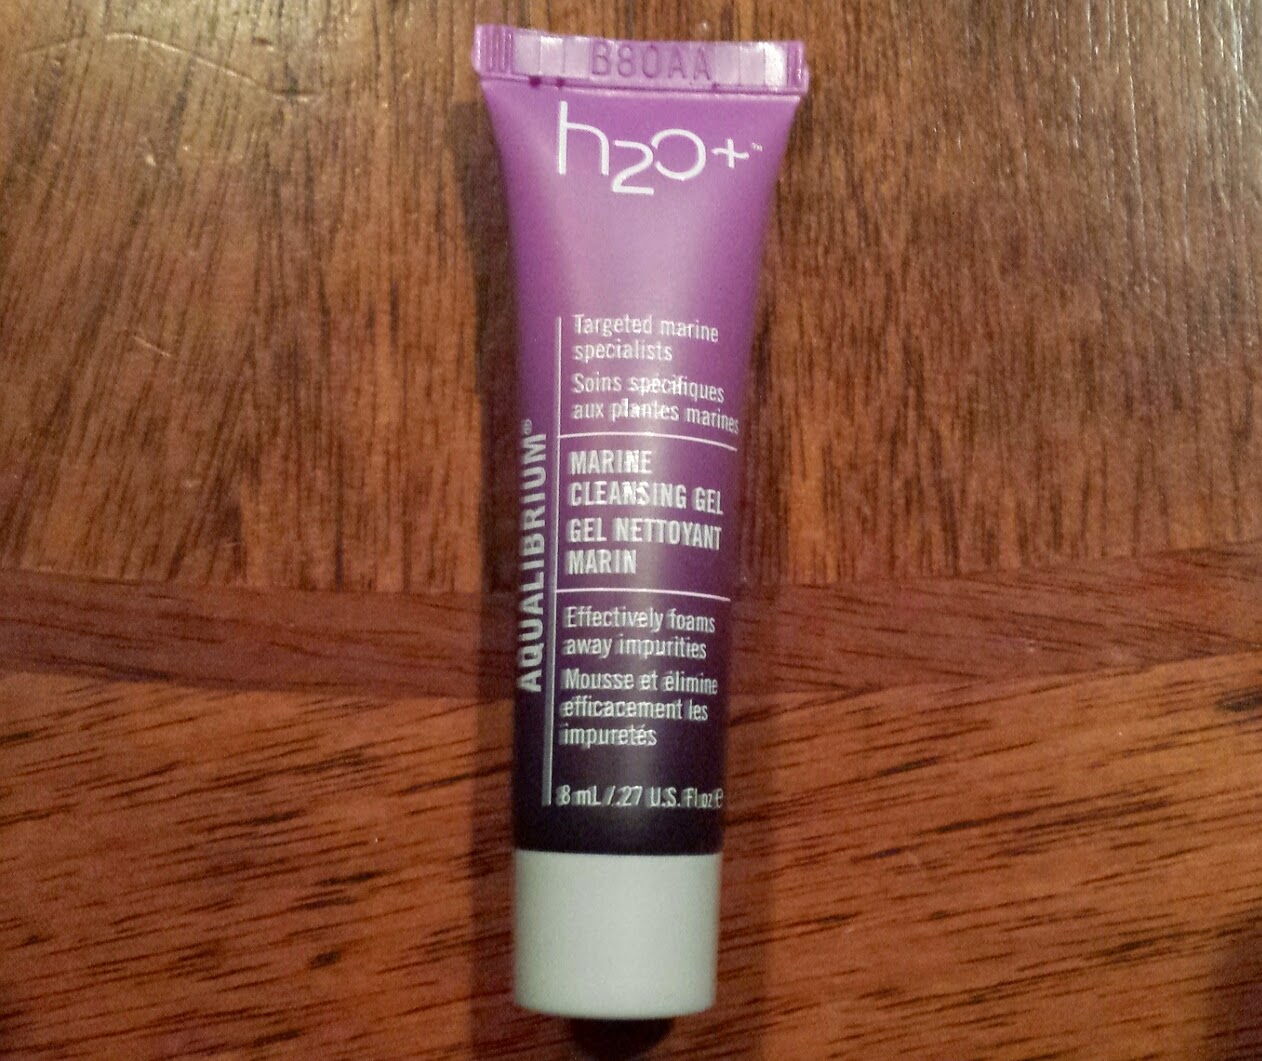 B80AA
h2o+™
Targeted marine
specialists
Soins spécifiques
aux plantes marines
AQUALIBRIUM®
MARINE
CLEANSING GEL
GEL NETTOYANT
MARIN
Effectively foams
away impurities
Mousse et élimine
efficacement les
impuretés
8 mL / .27 U.S. Fl oz e